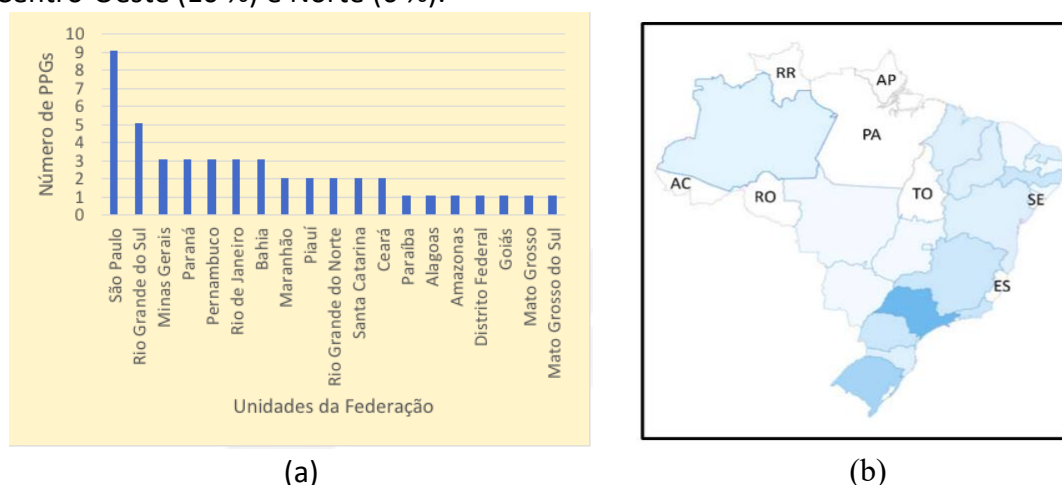 Centro-Oeste (10 %) e Norte (6 %).
10
9
8
7
6
5
4
3
2
1
0
Número de PPGs
São Paulo
Rio Grande do Sul
Minas Gerais
Paraná
Pernambuco
Rio de Janeiro
Bahia
Maranhão
Piauí
Rio Grande do Norte
Santa Catarina
Ceará
Paraíba
Alagoas
Amazonas
Distrito Federal
Goiás
Mato Grosso
Mato Grosso do Sul
Unidades da Federação
(a)
RR
AP
PA
AC
RO
TO
SE
ES
(b)